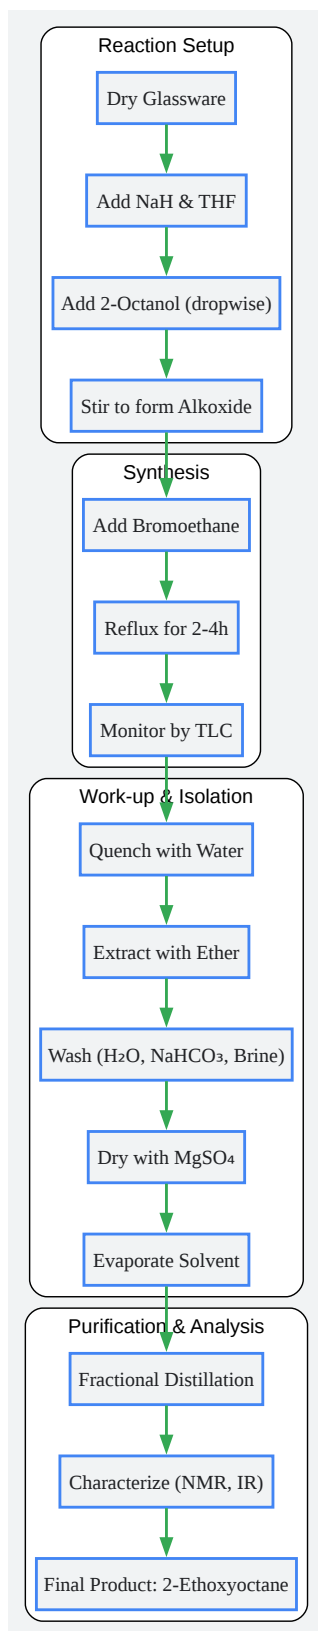 Reaction Setup
Dry Glassware
Add NaH & THF
Add 2-Octanol (dropwise)
Stir to form Alkoxide
Synthesis
Add Bromoethane
Reflux for 2-4h
Monitor by TLC
Work-up & Isolation
Quench with Water
Extract with Ether
Wash (H₂O, NaHCO₃, Brine)
Dry with MgSO₄
Evaporate Solvent
Purification & Analysis
Fractional Distillation
Characterize (NMR, IR)
Final Product: 2-Ethoxyoctane